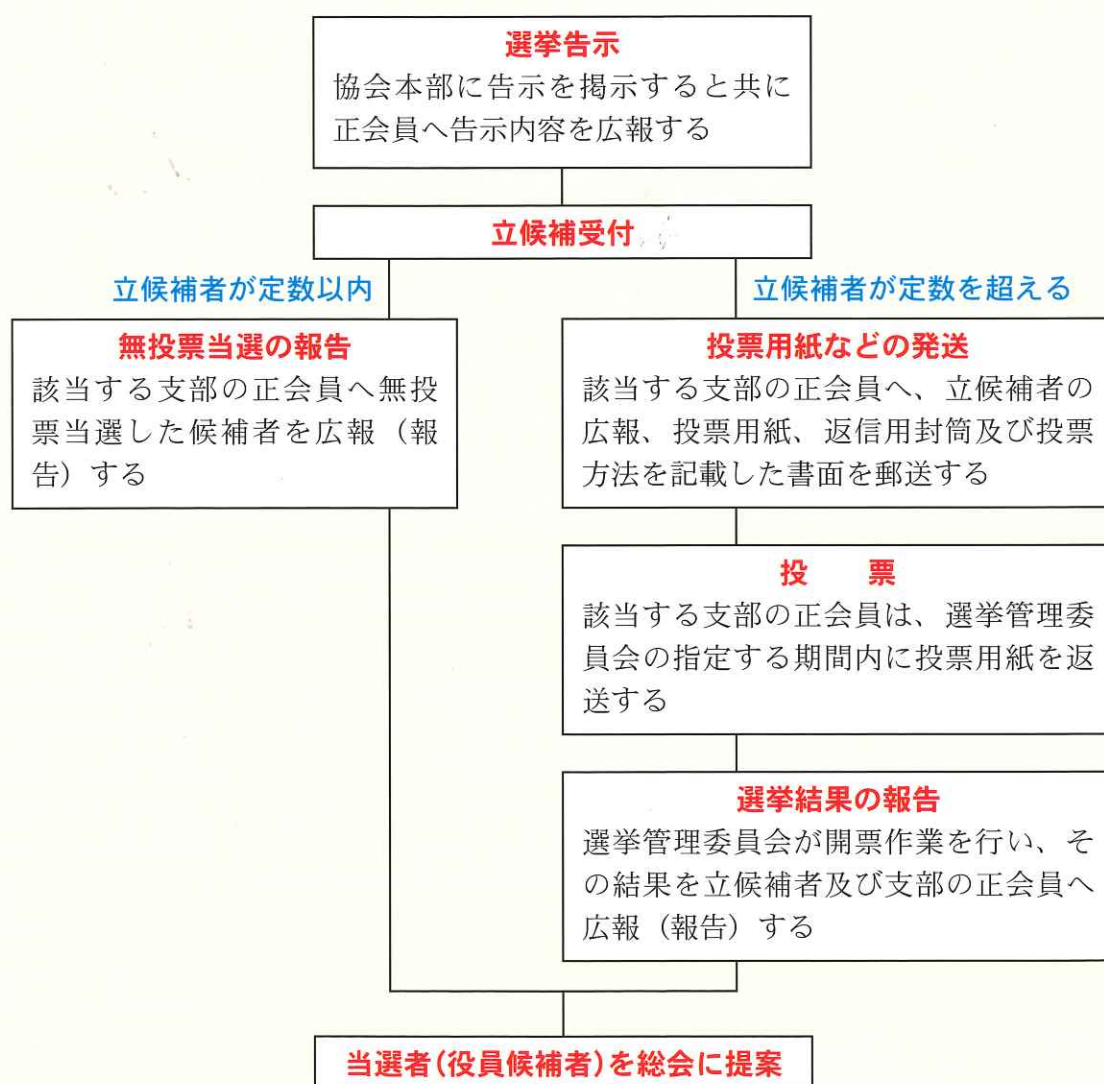 選挙告示
協会本部に告示を掲示すると共に
正会員へ告示内容を広報する
立候補受付
立候補者が定数以内
無投票当選の報告
該当する支部の正会員へ無投
票当選した候補者を広報（報
告）する
立候補者が定数を超える
投票用紙などの発送
該当する支部の正会員へ、立候補者の
広報、投票用紙、返信用封筒及び投票
方法を記載した書面を郵送する
投　　票
該当する支部の正会員は、選挙管理委
員会の指定する期間内に投票用紙を返
送する
選挙結果の報告
選挙管理委員会が開票作業を行い、そ
の結果を立候補者及び支部の正会員へ
広報（報告）する
当選者（役員候補者）を総会に提案